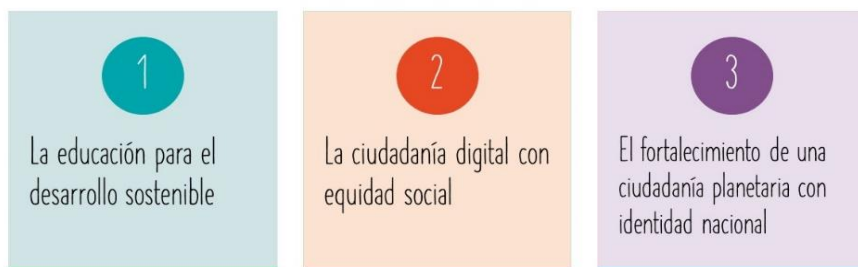 1
La educación para el
desarrollo sostenible
2
La ciudadanía digital con
equidad social
3
El fortalecimiento de una
ciudadanía planetaria con
identidad nacional